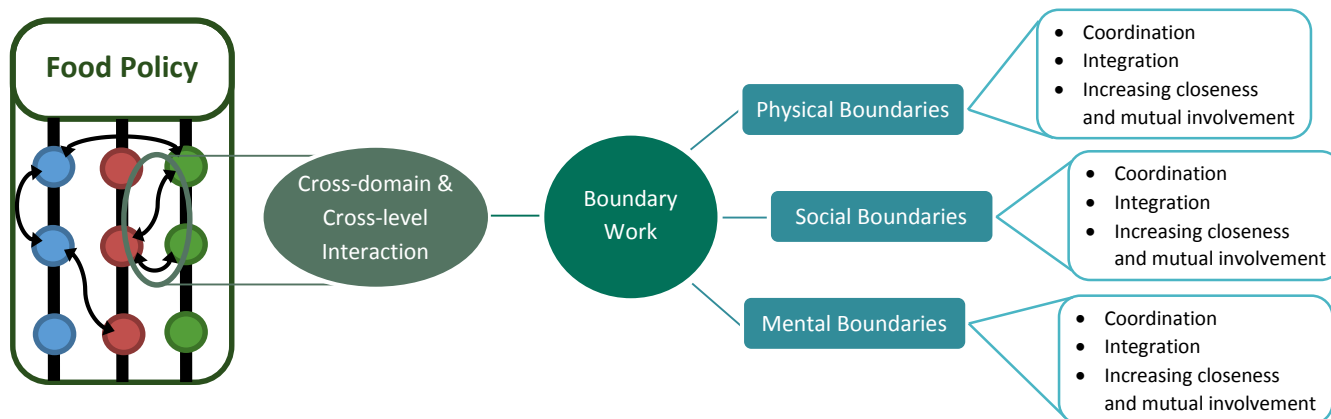 Food Policy
Cross-domain &
Cross-level
Interaction
Boundary
Work
Physical Boundaries
• Coordination
• Integration
• Increasing closeness
and mutual involvement
Social Boundaries
• Coordination
• Integration
• Increasing closeness
and mutual involvement
Mental Boundaries
• Coordination
• Integration
• Increasing closeness
and mutual involvement